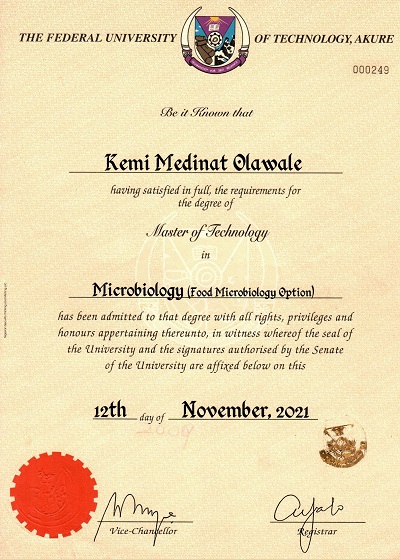 THE FEDERAL UNIVERSITY OF TECHNOLOGY, AKURE
000249
Be it Known that
Kemi Medinat Olawale
having satisfied in full, the requirements for
the degree of
Master of Technology
in
Microbiology (Food Microbiology Option)
has been admitted to that degree with all rights, privileges and
honours appertaining thereunto, in witness whereof the seal of
the University and the signatures authorised by the Senate
of the University are affixed below on this
12th day of November, 2021
Vice-Chancellor
Registrar